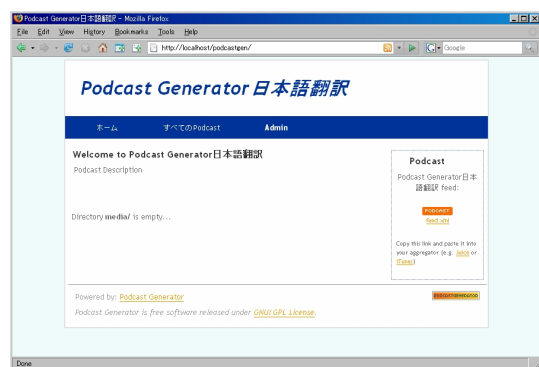 Podcast Generator日本語翻訳 - Mozilla Firefox
File Edit View History Bookmarks Tools Help
http://localhost/podcastgen/
Google
Podcast Generator日本語翻訳
ホーム すべてのPodcast Admin
Welcome to Podcast Generator日本語翻訳
Podcast Description
Directory media/ is empty...
Podcast
Podcast Generator日本
語翻訳 feed:
PODCAST
feed.xml
Copy this link and paste it into
your aggregator (e.g. Juice or
iTunes)
Powered by: Podcast Generator
Podcast Generator is free software released under GNU/GPL License.
Done